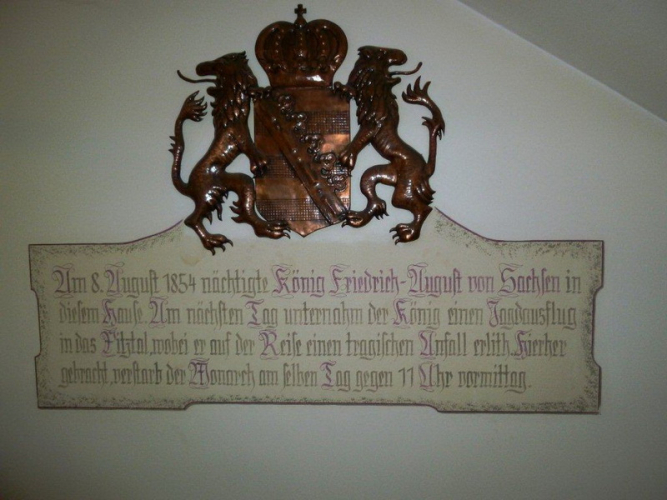 Am 8. August 1854 nächtigte König Friedrich-August von Sachsen in
diesem Hause. Am nächsten Tag unternahm der König einen Jagdausflug
in das Pitztal, wobei er auf der Reise einen tragischen Unfall erlith. Hierher
gebracht, verstarb der Monarch am selben Tag gegen 11 Uhr vormittag.